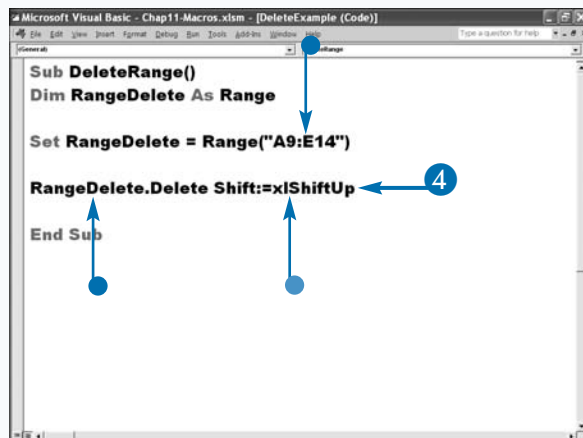 Microsoft Visual Basic - Chap11-Macros.xlsm - [DeleteExample (Code)]
File Edit View Insert Format Debug Run Tools Add-Ins Window Help Type a question for help
(General)
Sub DeleteRange()
Dim RangeDelete As Range
Set RangeDelete = Range("A9:E14")
RangeDelete.Delete Shift:=xlShiftUp
4
End Sub